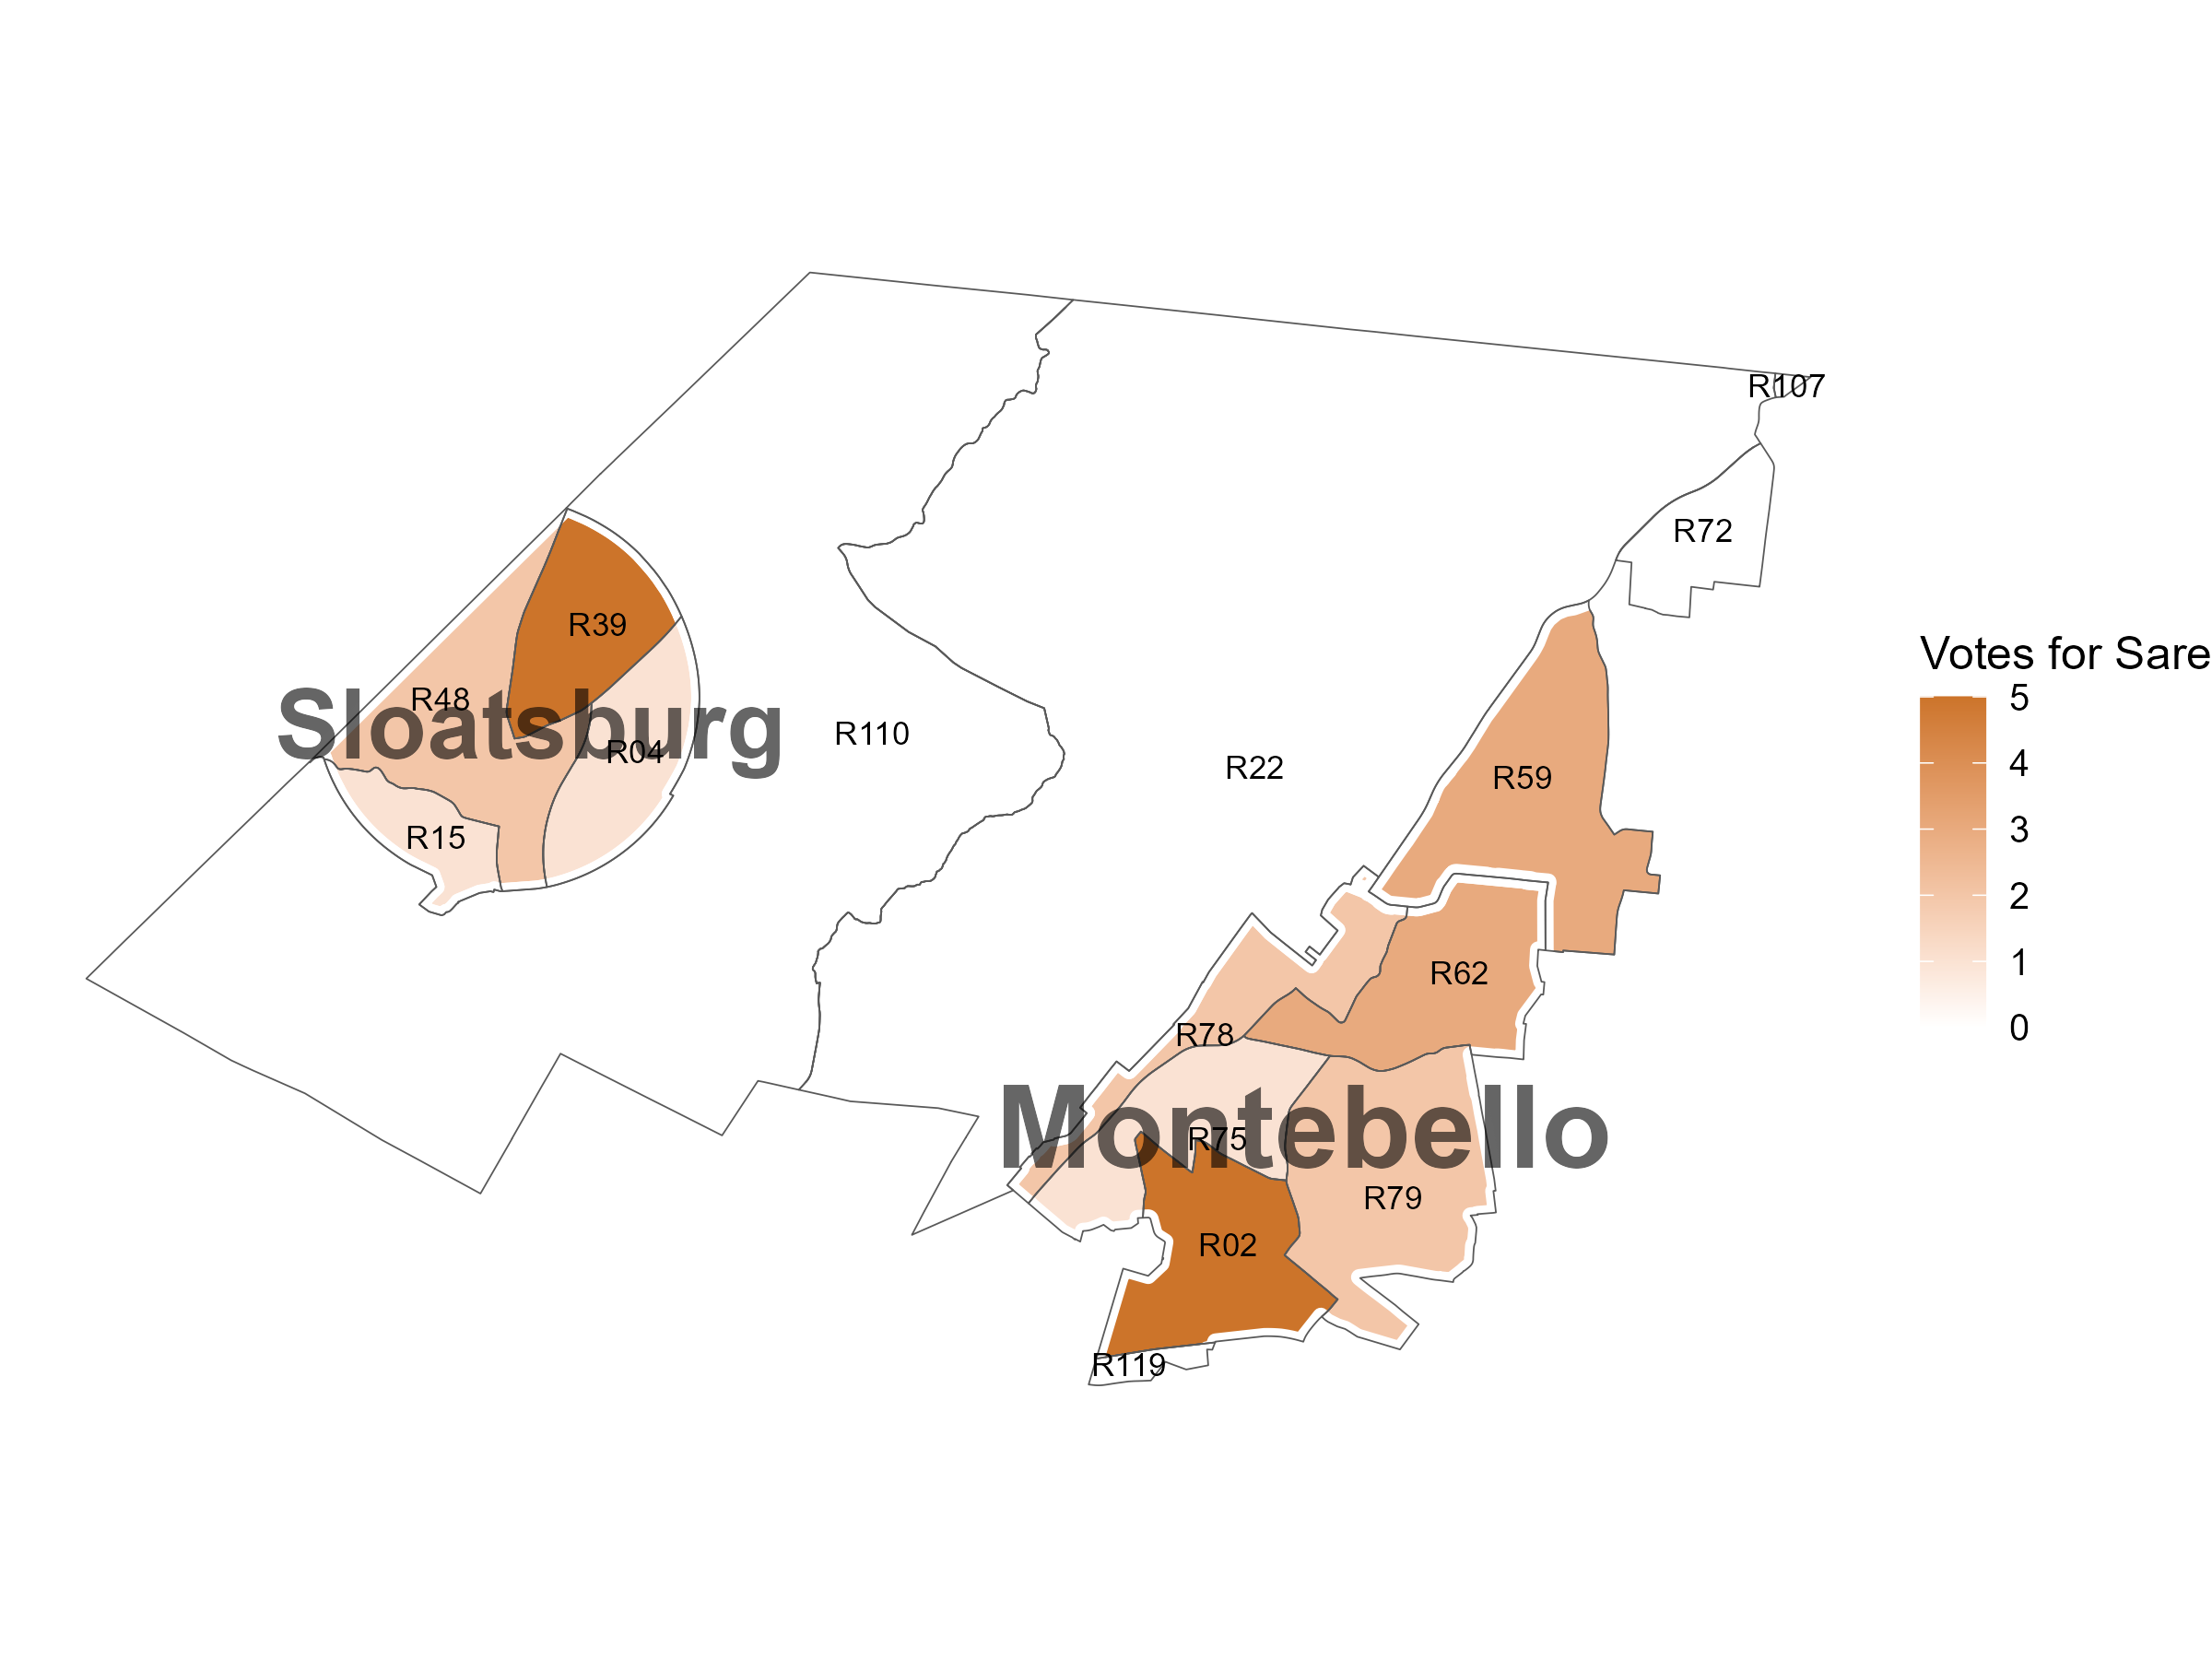 R107
R72
R39
Votes for Sare
5
R48
Sloatsburg
R04
R110
R22
R59
4
3
R15
2
R62
1
R78
0
Montebello
R75
R79
R02
R119